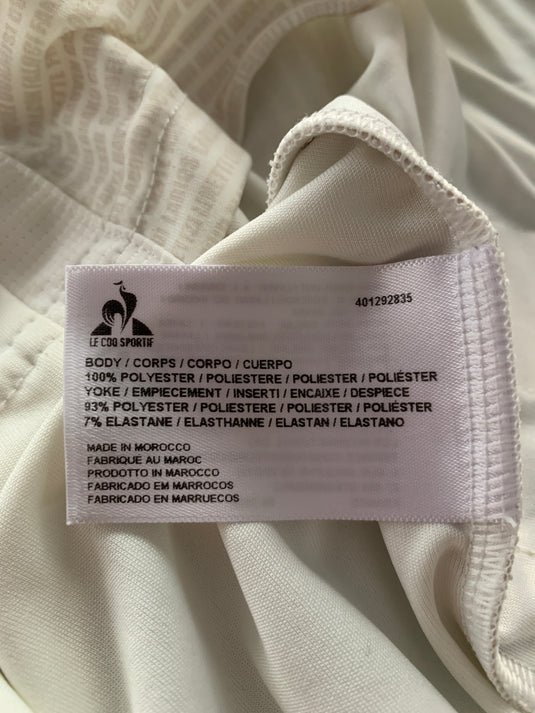 401292835
LE COQ SPORTIF
BODY / CORPS / CORPO / CUERPO
100% POLYESTER / POLIESTERE / POLIESTER / POLIÉSTER
YOKE / EMPIECEMENT / INSERTI / ENCAIXE / DESPIECE
93% POLYESTER / POLIESTERE / POLIESTER / POLIÉSTER
7% ELASTANE / ELASTHANNE / ELASTAN / ELASTANO
MADE IN MOROCCO
FABRIQUE AU MAROC
PRODOTTO IN MAROCCO
FABRICADO EM MARROCOS
FABRICADO EN MARRUECOS